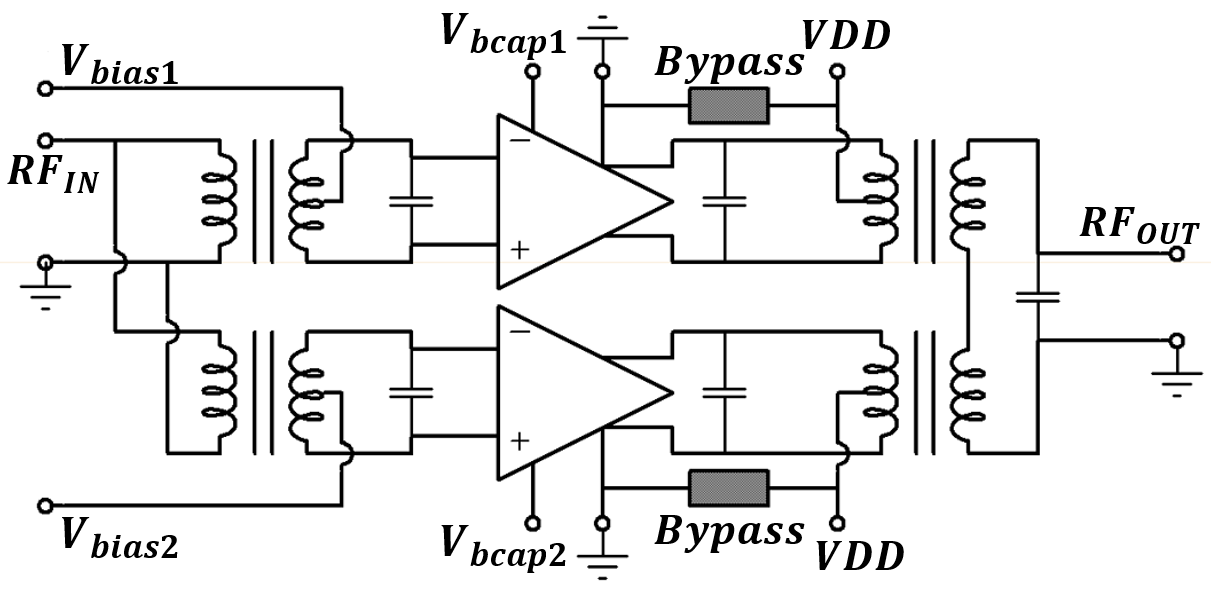 Vbcap1
VDD
Vbias1
Bypass
RFIN
−
+
RFOUT
−
+
Vbias2
Vbcap2
Bypass
VDD